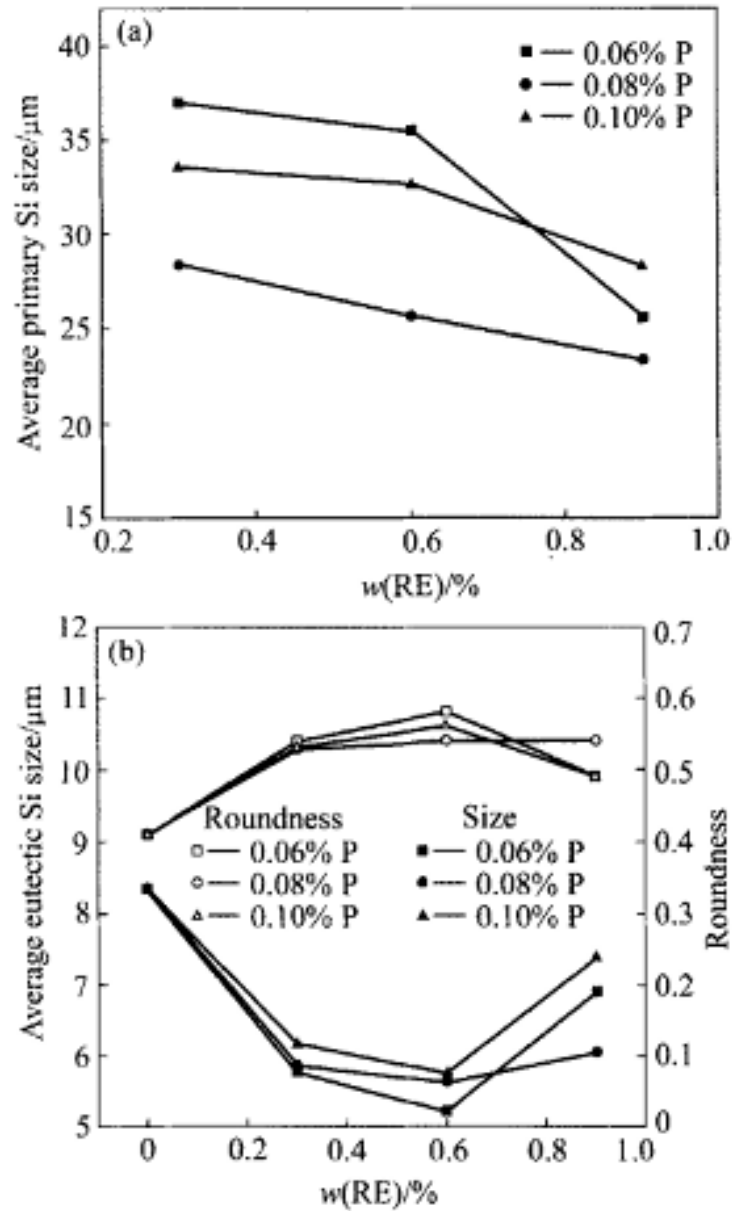 (a)
0.06% P
0.08% P
0.10% P
40
35
30
25
20
15
Average primary Si size/μm
0.2 0.4 0.6 0.8 1.0
w(RE)/%
(b)
12
11
10
9
8
7
6
5
Average eutectic Si size/μm
0.7
0.6
0.5
0.4
0.3
0.2
0.1
0
Roundness
Roundness Size
0.06% P 0.06% P
0.08% P 0.08% P
0.10% P 0.10% P
0 0.2 0.4 0.6 0.8 1.0
w(RE)/%